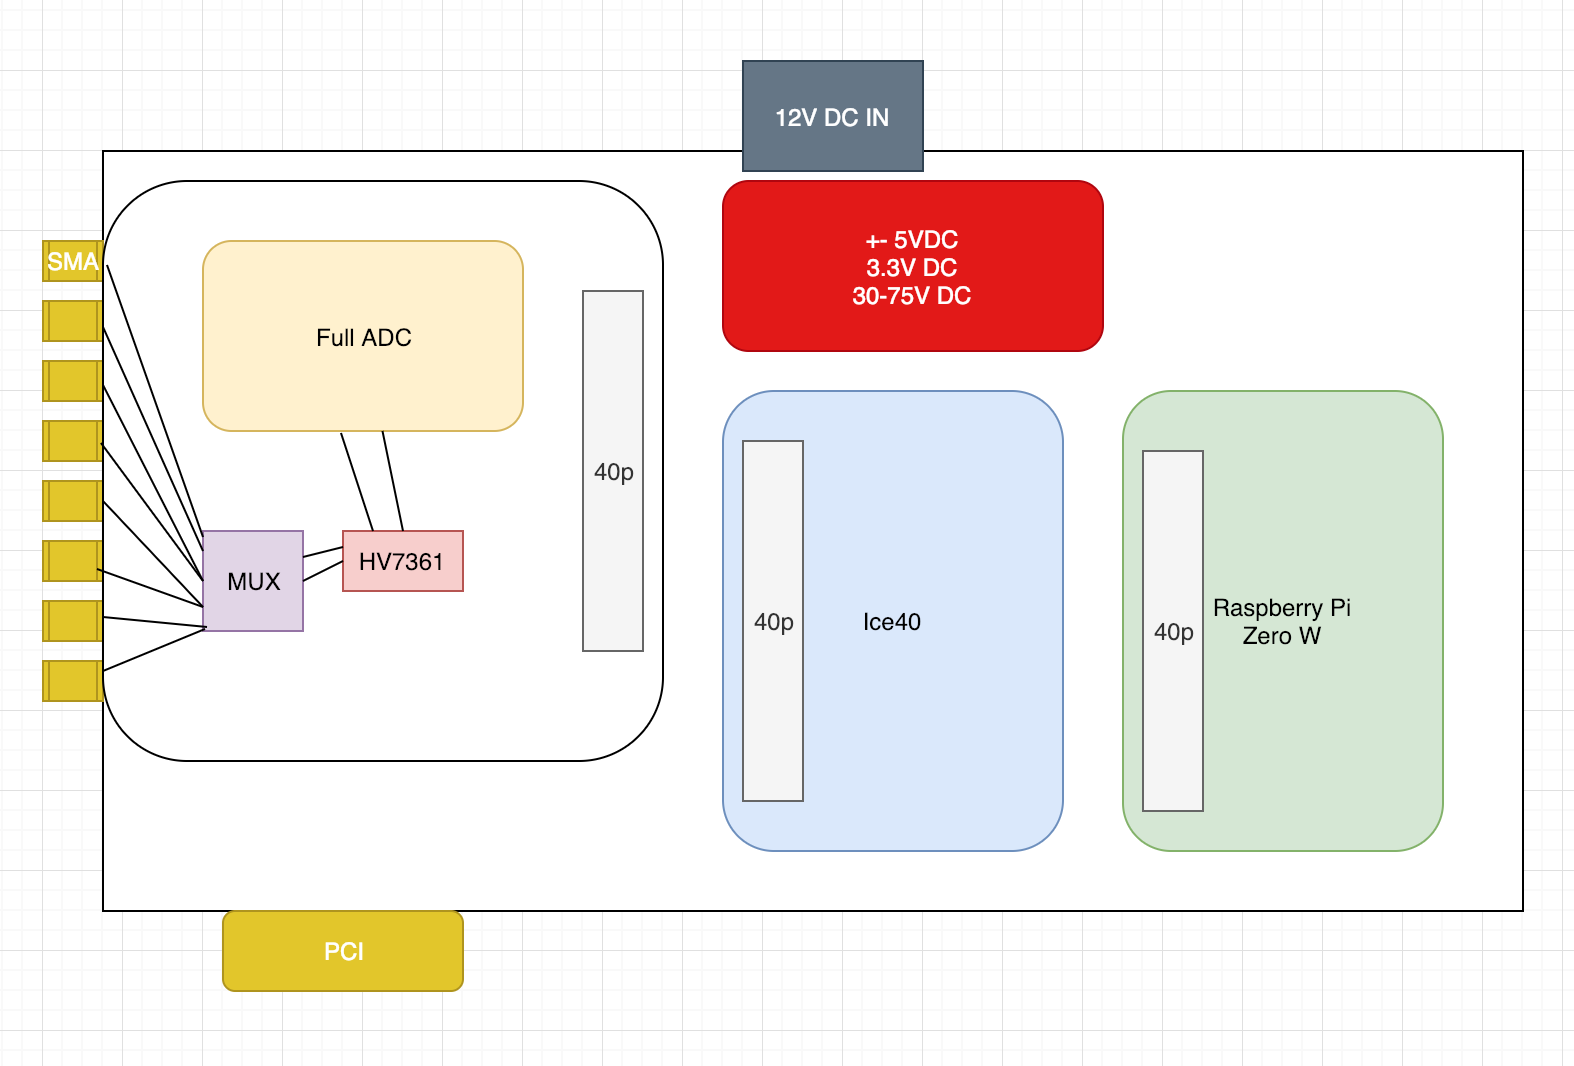 12V DC IN
+- 5VDC
3.3V DC
30-75V DC
SMA
Full ADC
40p
MUX
HV7361
40p
Ice40
40p
Raspberry Pi
Zero W
PCI